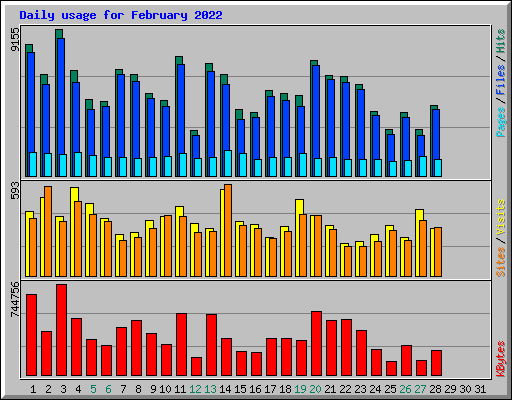 Daily usage for February 2022
9155
Pages / Files / Hits
593
Sites / Visits
744756
KBytes
1 2 3 4 5 6 7 8 9 10 11 12 13 14 15 16 17 18 19 20 21 22 23 24 25 26 27 28 29 30 31